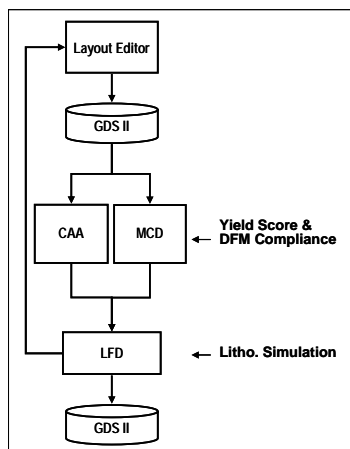 Layout Editor
GDS II
CAA
MCD
Yield Score &
DFM Compliance
LFD
Litho. Simulation
GDS II